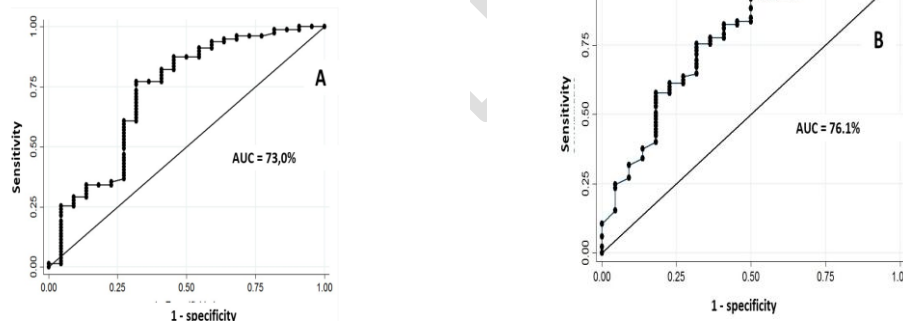 Sensitivity
1.00
0.75
0.50
0.25
0.00
A
AUC = 73,0%
0.00 0.25 0.50 0.75 1.00
1 - specificity
Sensitivity
0.75
0.50
0.25
0.00
B
AUC = 76.1%
0.00 0.25 0.50 0.75 1.00
1 - specificity